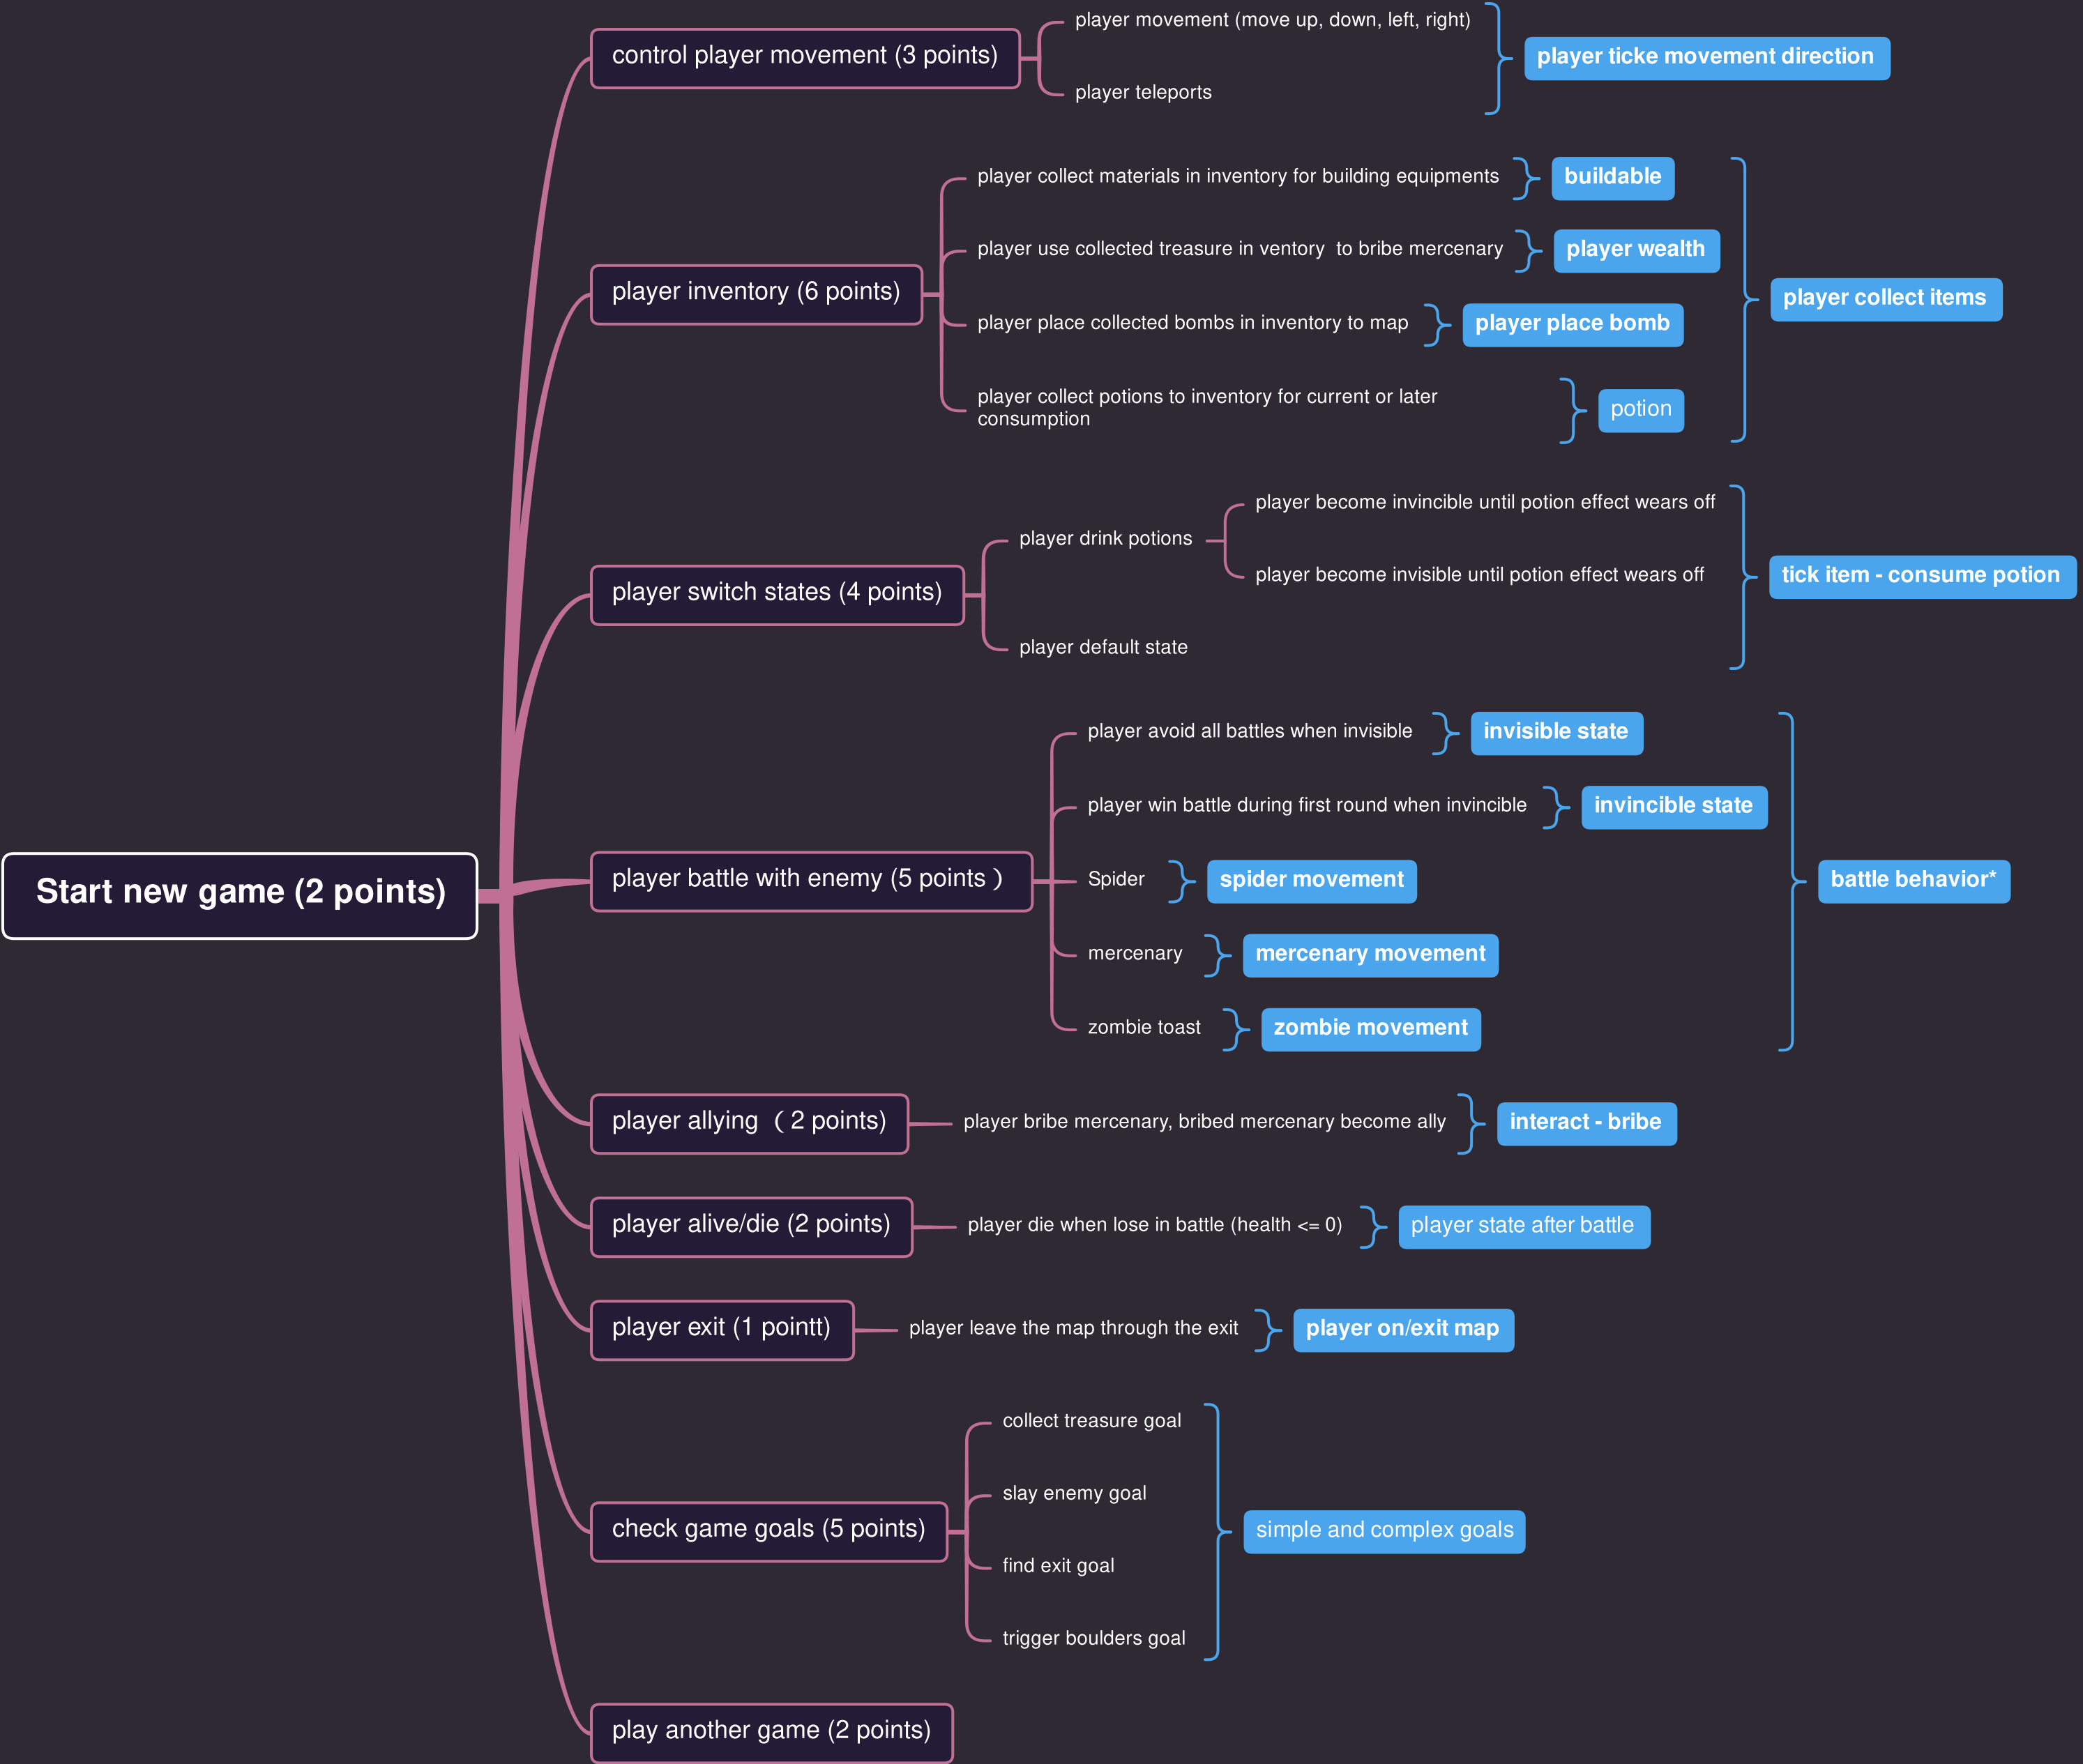 Start new game (2 points)
control player movement (3 points)
player movement (move up, down, left, right)
player teleports
player ticke movement direction
player inventory (6 points)
player collect materials in inventory for building equipments
buildable
player use collected treasure in ventory  to bribe mercenary
player wealth
player place collected bombs in inventory to map
player place bomb
player collect potions to inventory for current or later
consumption
potion
player collect items
player switch states (4 points)
player drink potions
player become invincible until potion effect wears off
player become invisible until potion effect wears off
player default state
tick item - consume potion
player battle with enemy (5 points）
player avoid all battles when invisible
invisible state
player win battle during first round when invincible
invincible state
Spider
spider movement
mercenary
mercenary movement
zombie toast
zombie movement
battle behavior*
player allying （2 points)
player bribe mercenary, bribed mercenary become ally
interact - bribe
player alive/die (2 points)
player die when lose in battle (health <= 0)
player state after battle
player exit (1 pointt)
player leave the map through the exit
player on/exit map
check game goals (5 points)
collect treasure goal
slay enemy goal
find exit goal
trigger boulders goal
simple and complex goals
play another game (2 points)